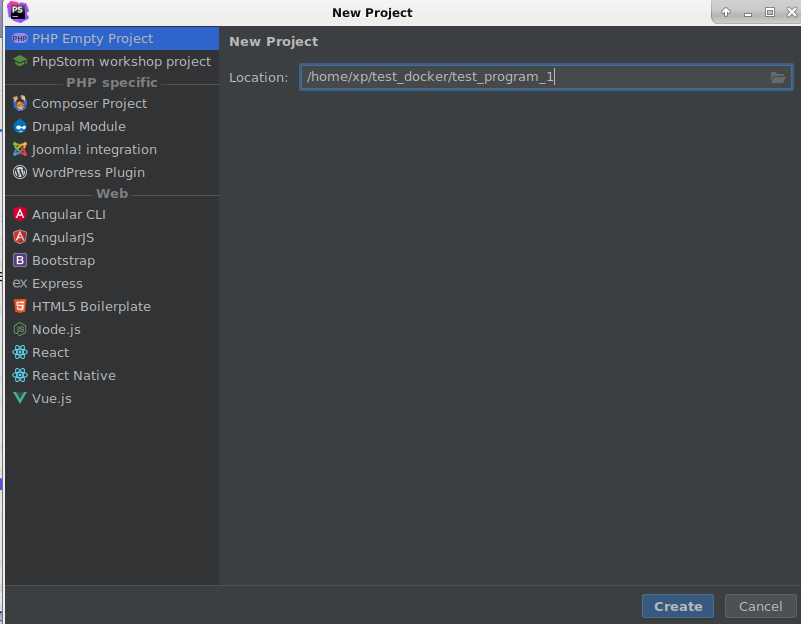 PS
New Project
PHP PHP Empty Project
PhpStorm workshop project
PHP specific
Composer Project
Drupal Module
Joomla! integration
WordPress Plugin
Web
Angular CLI
AngularJS
B Bootstrap
ex Express
HTML5 Boilerplate
Node.js
React
React Native
Vue.js
New Project
Location: /home/xp/test_docker/test_program_1
Create Cancel